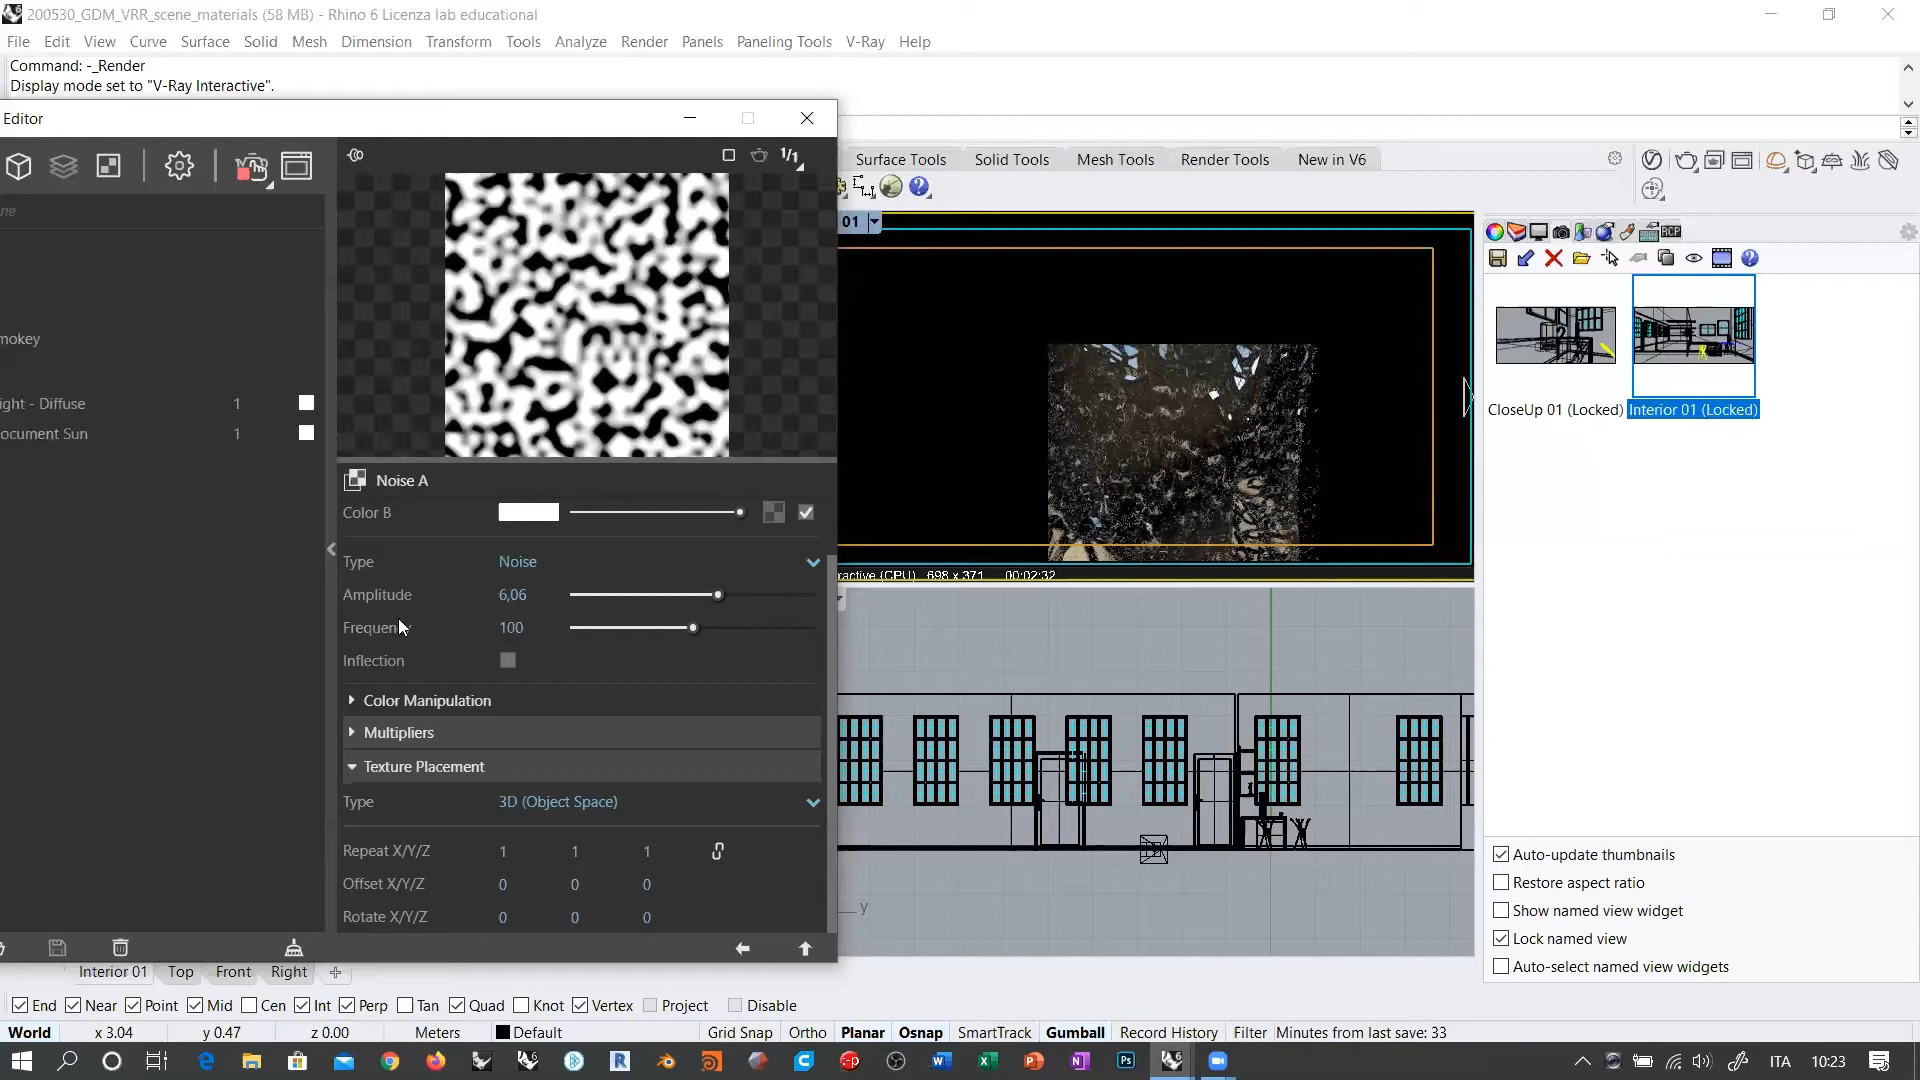 200530_GDM_VRR_scene_materials (58 MB) - Rhino 6 Licenza lab educational
File Edit View Curve Surface Solid Mesh Dimension Transform Tools Analyze Render Panels Paneling Tools V-Ray Help
Command: -_Render
Display mode set to "V-Ray Interactive".
Editor
1/1
Surface Tools Solid Tools Mesh Tools Render Tools New in V6
01
ne
mokey
ight - Diffuse 1
ocument Sun 1
Noise A
Color B
Type Noise
Amplitude 6,06
Frequency 100
Inflection
Color Manipulation
Multipliers
Texture Placement
Type 3D (Object Space)
Repeat X/Y/Z 1 1 1
Offset X/Y/Z 0 0 0
Rotate X/Y/Z 0 0 0
ractive (CPU) 698 x 371 00:02:32
y
RCP
CloseUp 01 (Locked) Interior 01 (Locked)
Auto-update thumbnails
Restore aspect ratio
Show named view widget
Lock named view
Auto-select named view widgets
Interior 01 Top Front Right
End Near Point Mid Cen Int Perp Tan Quad Knot Vertex Project Disable
World x 3.04 y 0.47 z 0.00 Meters Default Grid Snap Ortho Planar Osnap SmartTrack Gumball Record History Filter Minutes from last save: 33
ITA 10:23